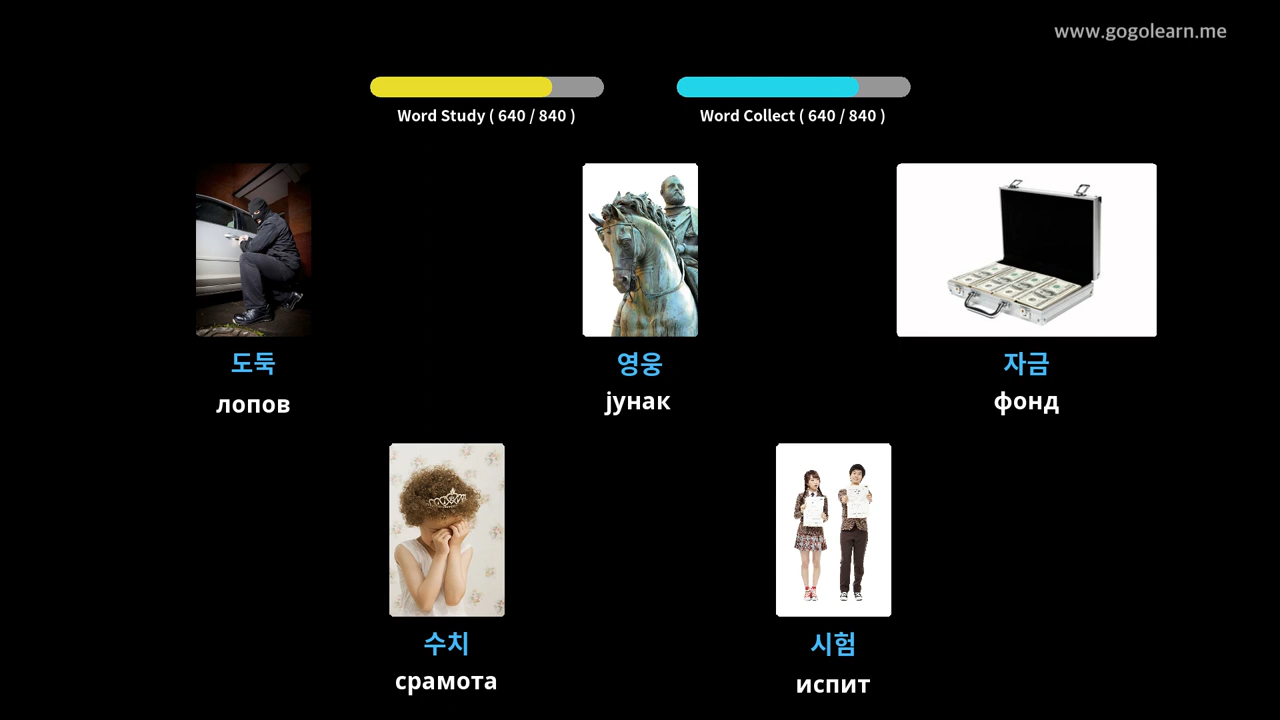 www.gogolearn.me
Word Study ( 640 / 840 )
Word Collect ( 640 / 840 )
도둑
영웅
자금
лопов
јунак
фонд
수치
시험
срамота
испит